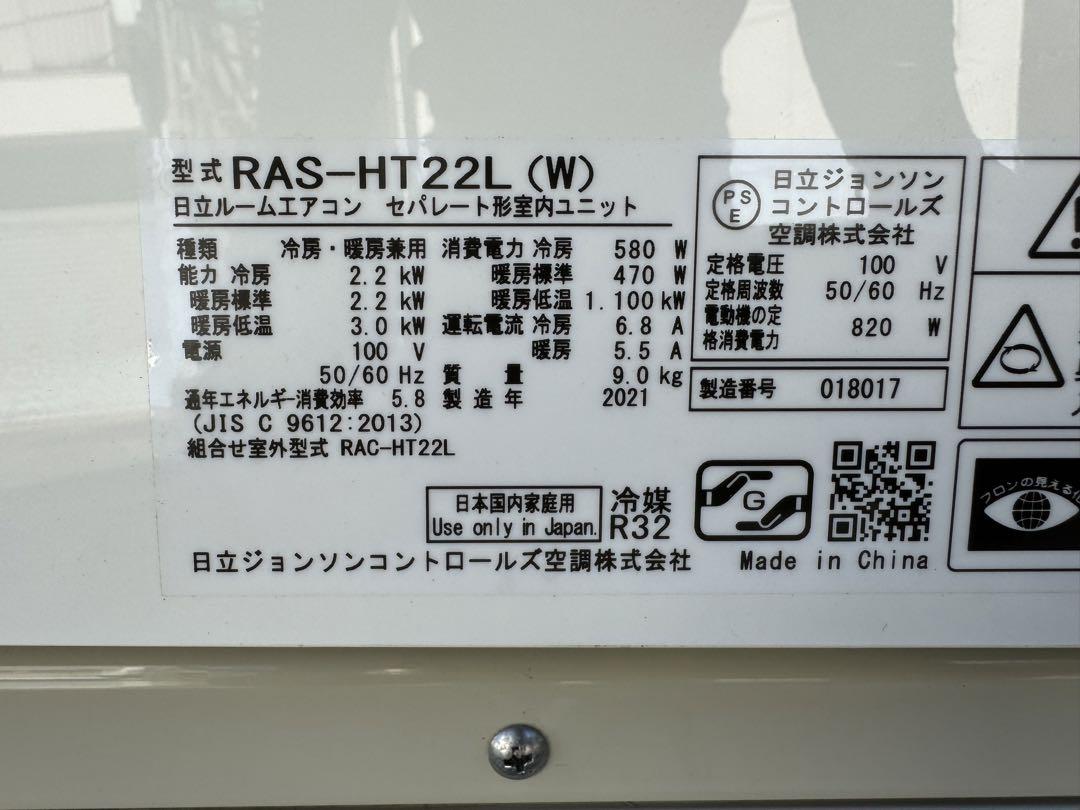 型式 RAS-HT22L (W)
日立ルームエアコン セパレート形室内ユニット
種類 冷房・暖房兼用
能力 冷房 2.2 kW
暖房標準 2.2 kW
暖房低温 3.0 kW
電源 100 V
50/60 Hz
通年エネルギー消費効率 5.8
(JIS C 9612:2013)
組合せ室外型式 RAC-HT22L
消費電力 冷房 580 W
暖房標準 470 W
暖房低温 1.100 kW
運転電流 冷房 6.8 A
暖房 5.5 A
質量 9.0 kg
製造年 2021
PSE
日立ジョンソン
コントロールズ
空調株式会社
定格電圧 100 V
定格周波数 50/60 Hz
電動機の定
格消費電力 820 W
製造番号 018017
日本国内家庭用
Use only in Japan.
冷媒
R32
G
フロンの見える
日立ジョンソンコントロールズ空調株式会社 Made in China